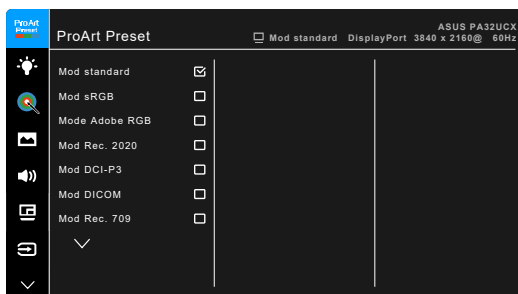 ProArt
Preset
ProArt Preset
ASUS PA32UCX
Mod standard DisplayPort 3840 x 2160@ 60Hz
Mod standard
Mod sRGB
Mode Adobe RGB
Mod Rec. 2020
Mod DCI-P3
Mod DICOM
Mod Rec. 709